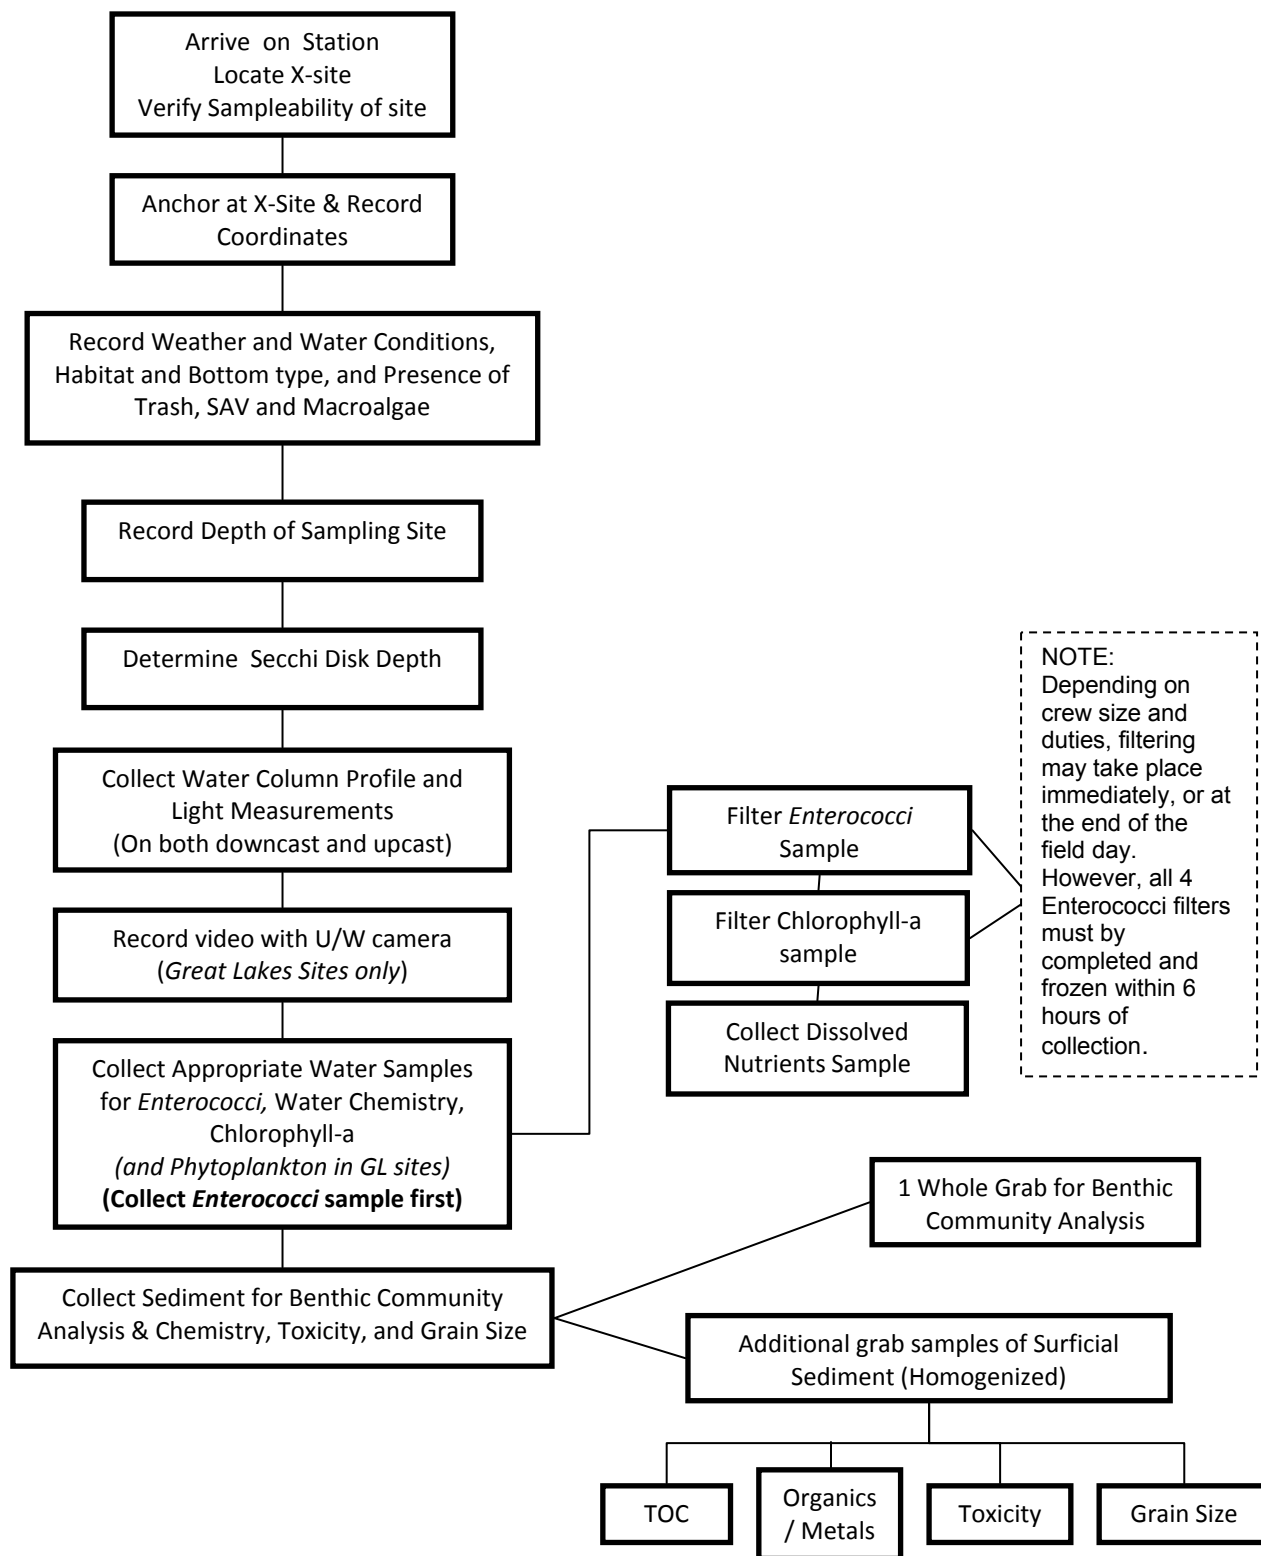 Arrive on Station
Locate X-site
Verify Sampleability of site
Anchor at X-Site & Record
Coordinates
Record Weather and Water Conditions,
Habitat and Bottom type, and Presence of
Trash, SAV and Macroalgae
Record Depth of Sampling Site
Determine Secchi Disk Depth
Collect Water Column Profile and
Light Measurements
(On both downcast and upcast)
Record video with U/W camera
(Great Lakes Sites only)
Collect Appropriate Water Samples
for Enterococci, Water Chemistry,
Chlorophyll-a
(and Phytoplankton in GL sites)
(Collect Enterococci sample first)
Filter Enterococci
Sample
Filter Chlorophyll-a
sample
Collect Dissolved
Nutrients Sample
NOTE:
Depending on
crew size and
duties, filtering
may take place
immediately, or at
the end of the
field day.
However, all 4
Enterococci filters
must by
completed and
frozen within 6
hours of
collection.
Collect Sediment for Benthic Community
Analysis & Chemistry, Toxicity, and Grain Size
1 Whole Grab for Benthic
Community Analysis
Additional grab samples of Surficial
Sediment (Homogenized)
TOC
Organics
/ Metals
Toxicity
Grain Size